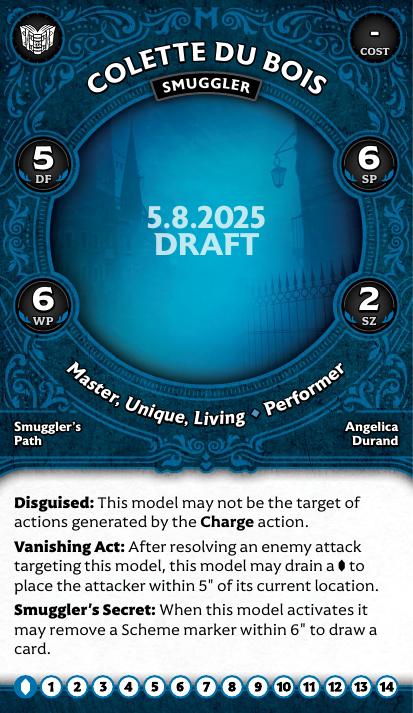 -
COST
COLETTE DU BOIS
SMUGGLER
5
DF
6
SP
5.8.2025
DRAFT
6
WP
2
SZ
Master, Unique, Living ◆ Performer
Smuggler's
Path
Angelica
Durand
Disguised: This model may not be the target of
actions generated by the Charge action.
Vanishing Act: After resolving an enemy attack
targeting this model, this model may drain a ⬮ to
place the attacker within 5" of its current location.
Smuggler's Secret: When this model activates it
may remove a Scheme marker within 6" to draw a
card.
1 2 3 4 5 6 7 8 9 10 11 12 13 14